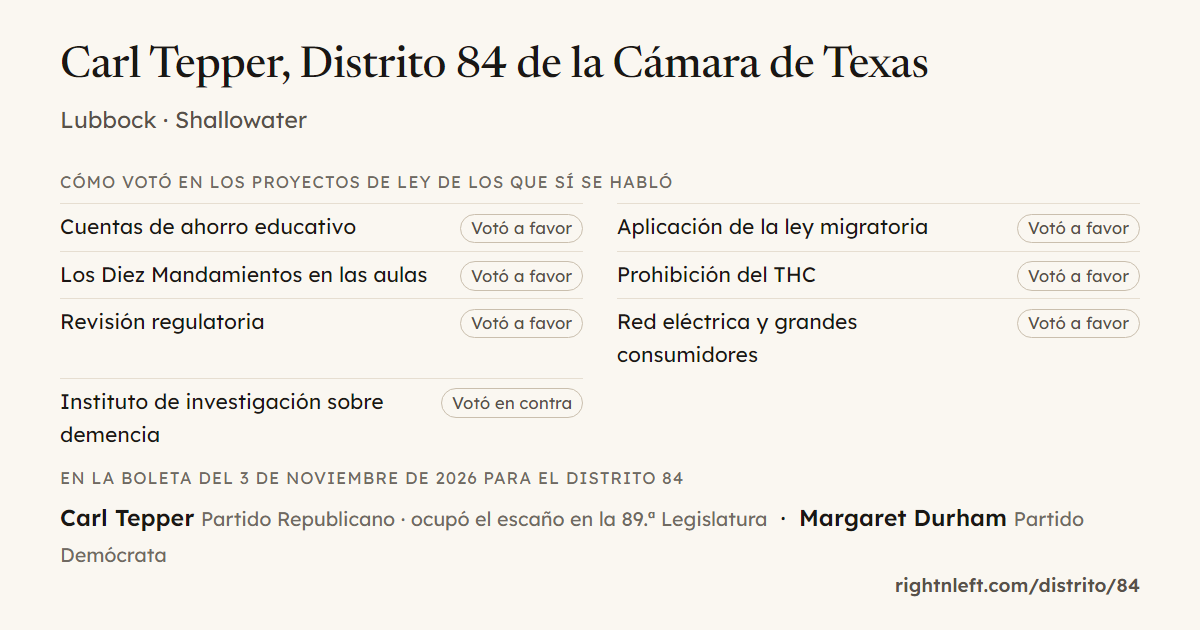 Carl Tepper, Distrito 84 de la Cámara de Texas
Lubbock · Shallowater
CÓMO VOTÓ EN LOS PROYECTOS DE LEY DE LOS QUE SÍ SE HABLÓ
Cuentas de ahorro educativo Votó a favor
Aplicación de la ley migratoria Votó a favor
Los Diez Mandamientos en las aulas Votó a favor
Prohibición del THC Votó a favor
Revisión regulatoria Votó a favor
Red eléctrica y grandes Votó a favor
consumidores
Instituto de investigación sobre Votó en contra
demencia
EN LA BOLETA DEL 3 DE NOVIEMBRE DE 2026 PARA EL DISTRITO 84
Carl Tepper Partido Republicano · ocupó el escaño en la 89.ª Legislatura · Margaret Durham Partido
Demócrata
rightnleft.com/distrito/84